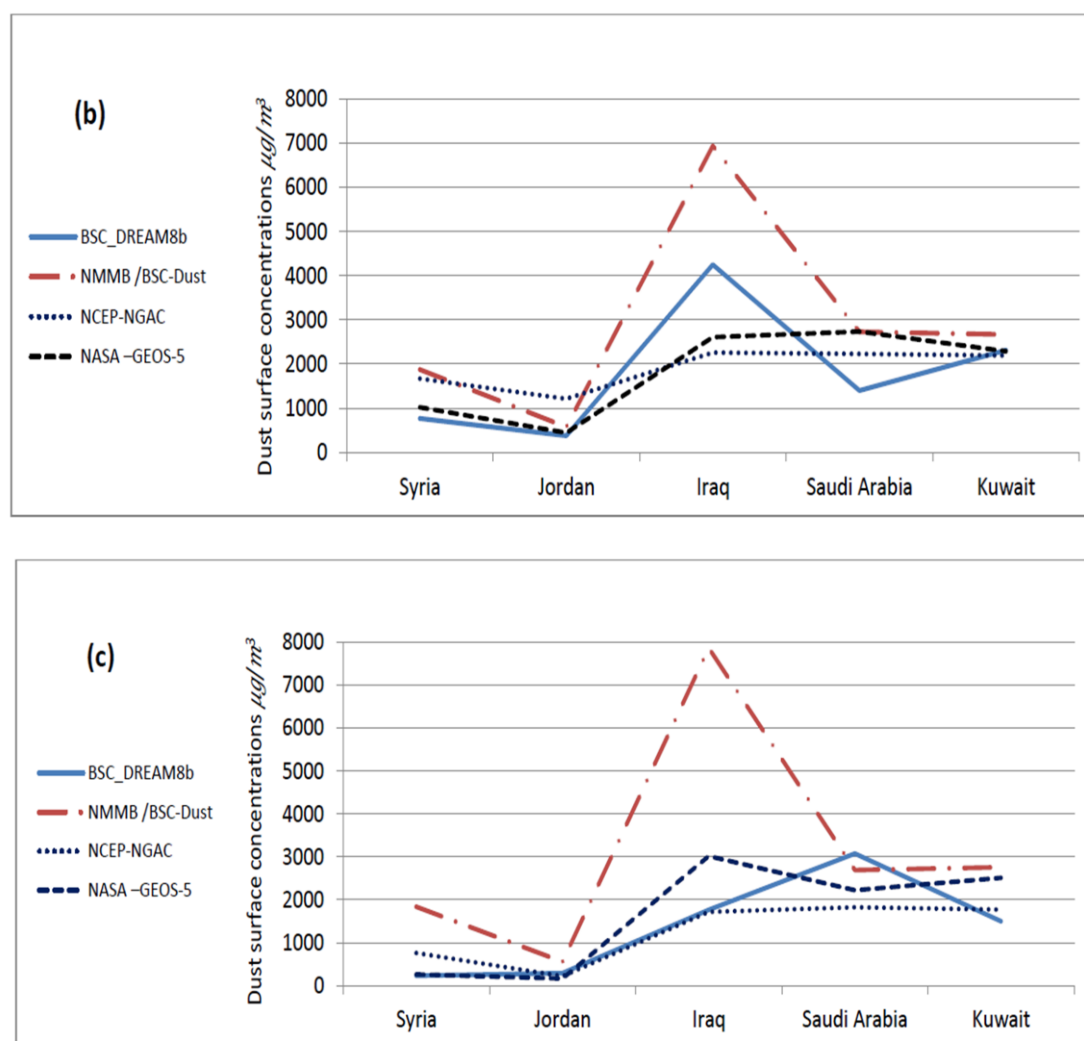 (b)
Dust surface concentrations µg/m³
8000
7000
6000
5000
4000
3000
2000
1000
0
BSC_DREAM8b
NMMB /BSC-Dust
NCEP-NGAC
NASA –GEOS-5
Syria Jordan Iraq Saudi Arabia Kuwait
(c)
Dust surface concentrations µg/m³
8000
7000
6000
5000
4000
3000
2000
1000
0
BSC_DREAM8b
NMMB /BSC-Dust
NCEP-NGAC
NASA –GEOS-5
Syria Jordan Iraq Saudi Arabia Kuwait